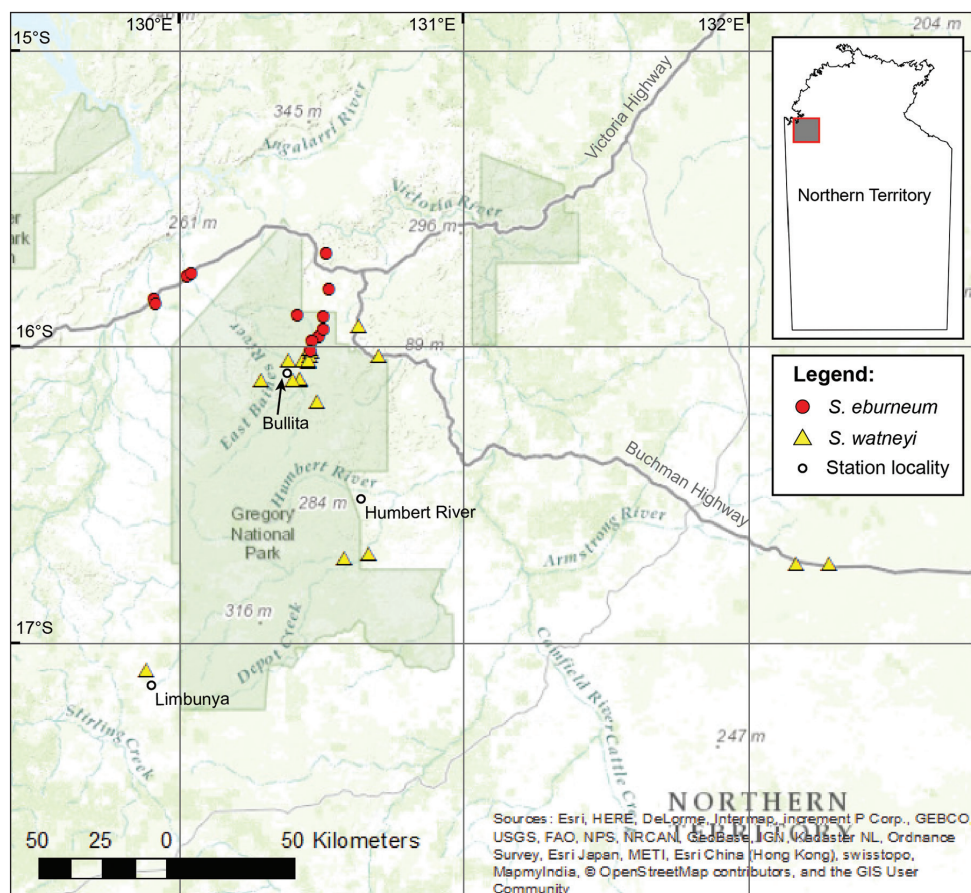 130°E
131°E
132°E
204 m
15°S
345 m
Angalarri River
Victoria Highway
Northern Territory
Victoria River
261 m
296 m
Park
16°S
89 m
East Baines River
Bullita
Legend:
S. eburneum
S. watneyi
Station locality
Humbert River
284 m
Humbert River
Gregory
National
Park
Buchman Highway
Armstrong River
316 m
17°S
Depot Creek
Limbunya
Stirling Creek
Camfield River
Cattle Creek
247 m
NORTHERN
TERRITORY
50 25 0 50 Kilometers
Sources: Esri, HERE, DeLorme, Intermap, increment P Corp., GEBCO,
USGS, FAO, NPS, NRCAN, GeoBase, IGN, Kadaster NL, Ordnance
Survey, Esri Japan, METI, Esri China (Hong Kong), swisstopo,
MapmyIndia, © OpenStreetMap contributors, and the GIS User
Community